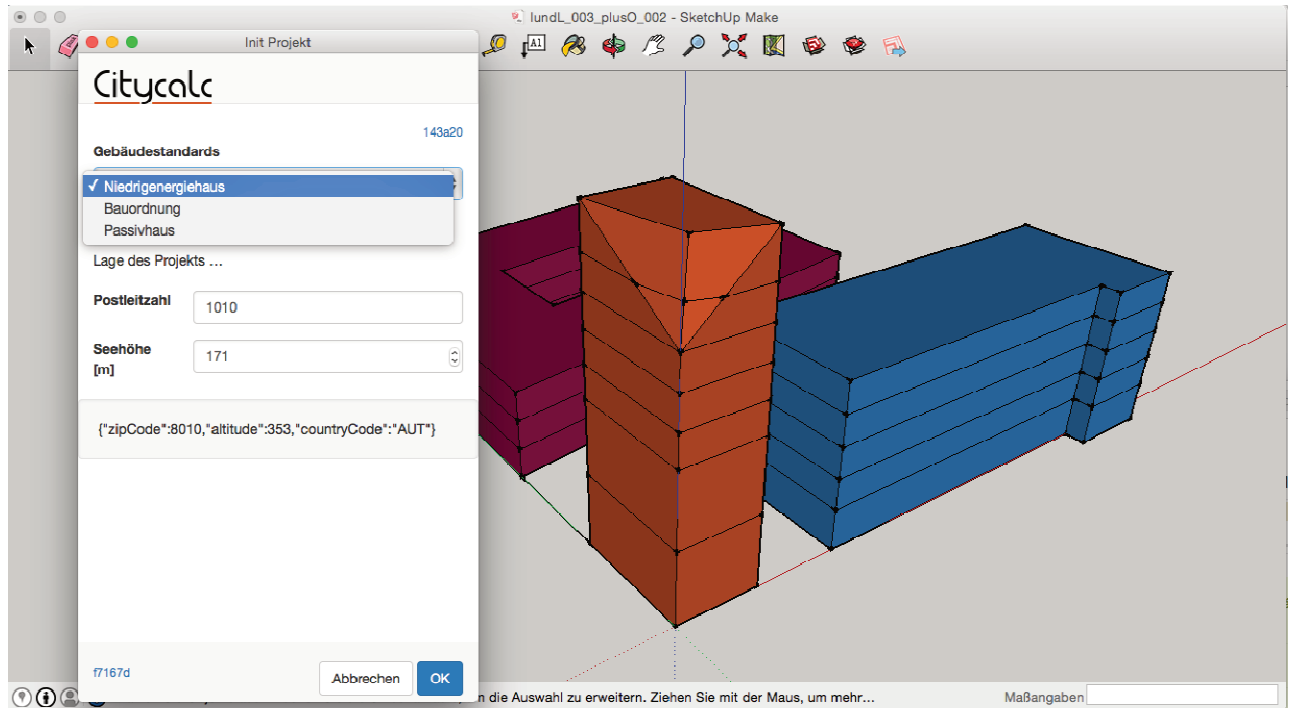 lundL_003_plusO_002 - SketchUp Make
Init Projekt
A1
Citycalc
143a20
Gebäudestandards
✓ Niedrigenergiehaus
Bauordnung
Passivhaus
Lage des Projekts ...
Postleitzahl
1010
Seehöhe
[m]
171
{"zipCode":8010,"altitude":353,"countryCode":"AUT"}
f7167d
Abbrechen
OK
die Auswahl zu erweitern. Ziehen Sie mit der Maus, um mehr...
Maßangaben